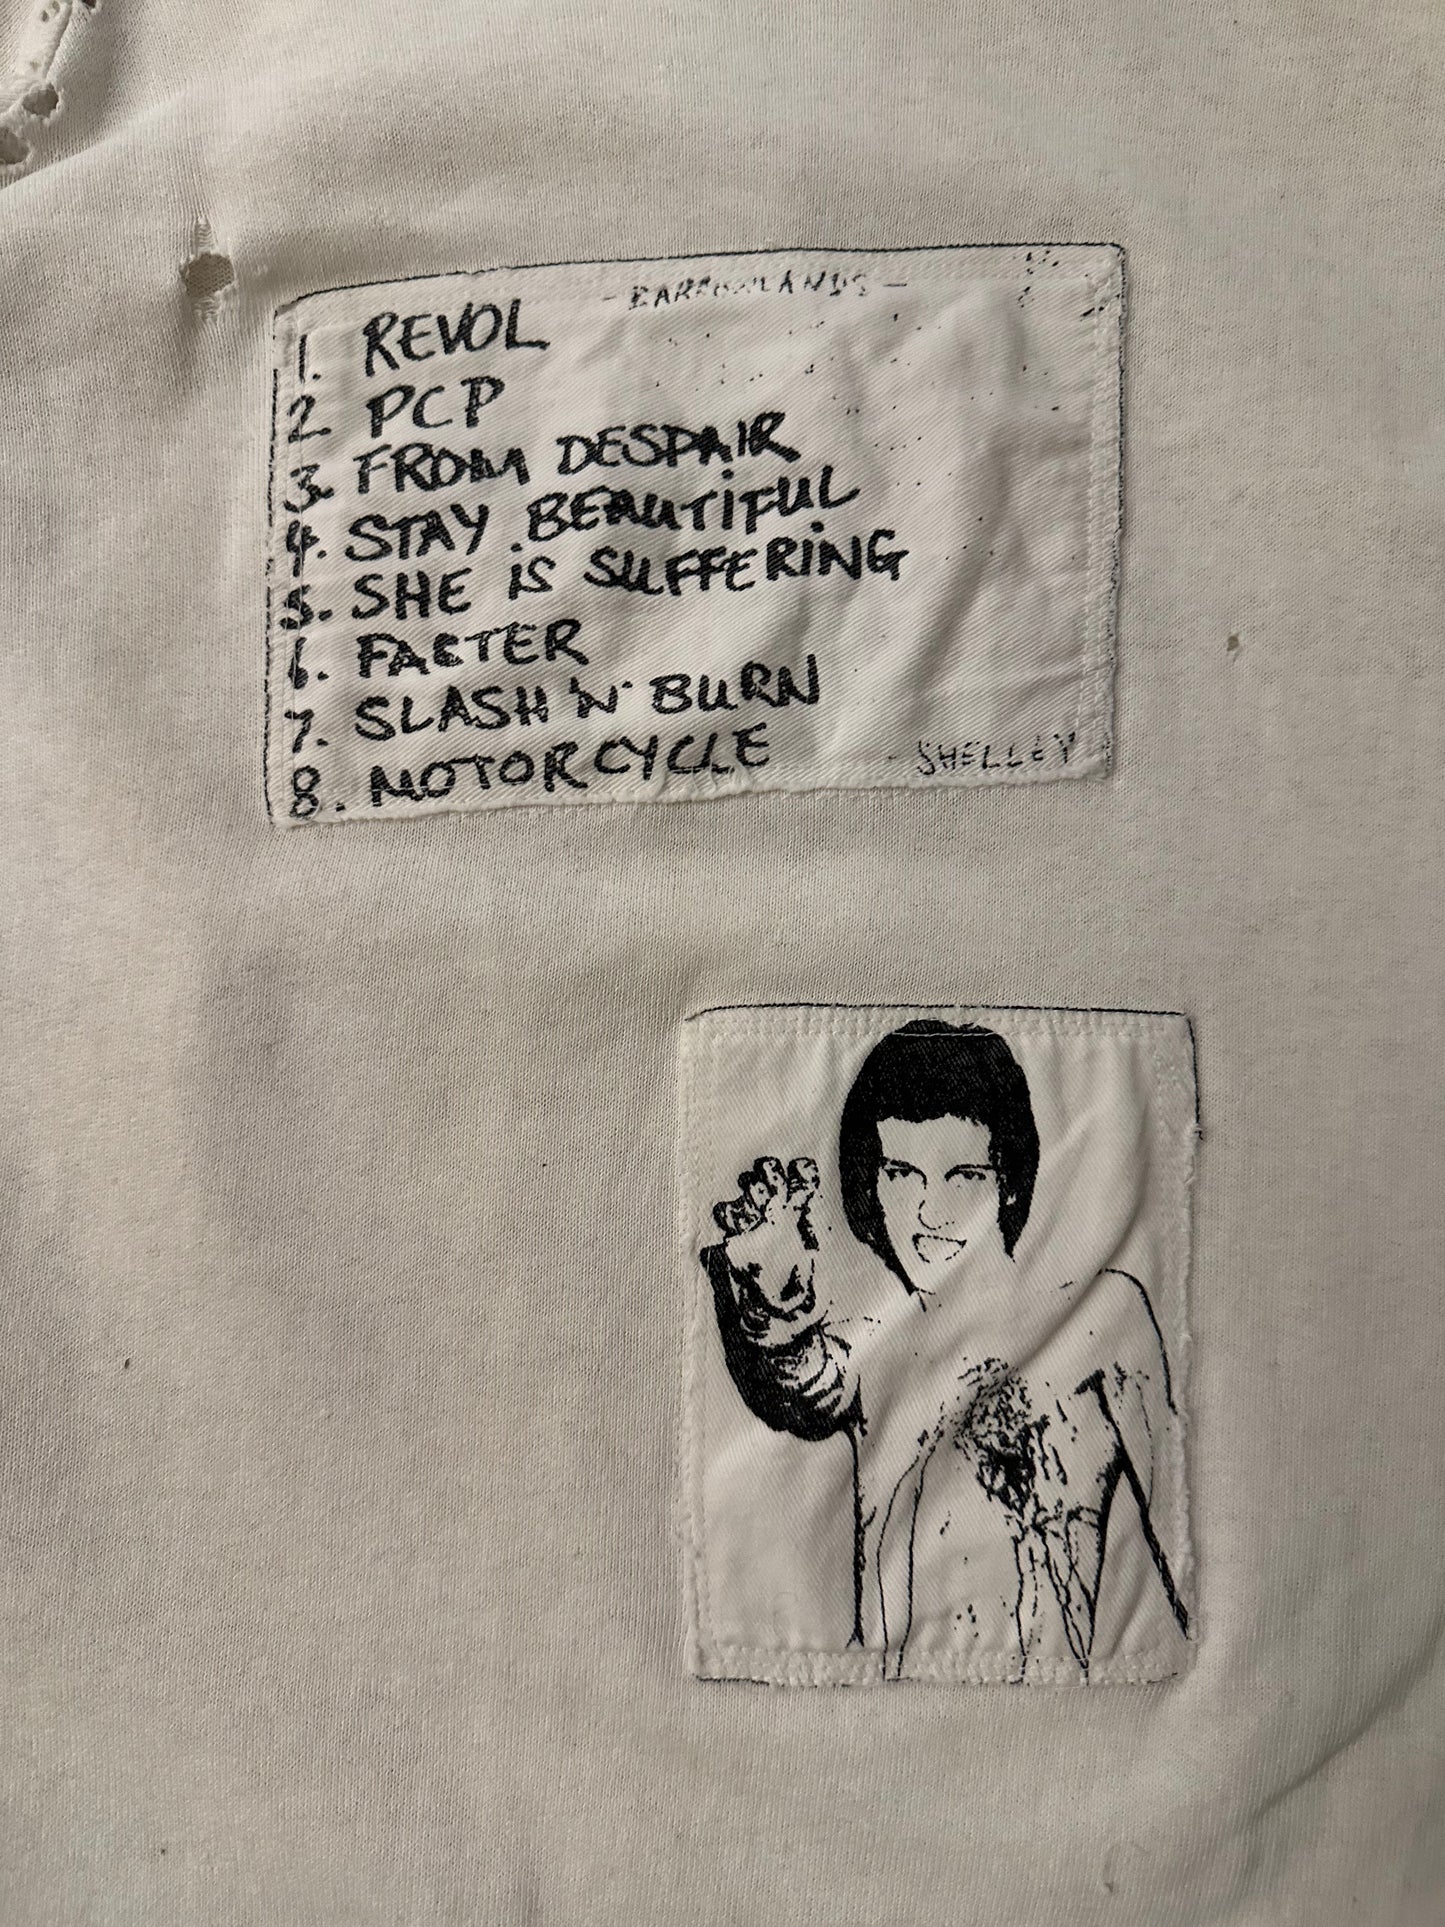 - BARROWLANDS -
1. REVOL
2. PCP
3. FROM DESPAIR
4. STAY BEAUTIFUL
5. SHE iS SUFFERiNG
6. FASTER
7. SLASH 'N' BURN
8. MOTORCYCLE
SHELLEY